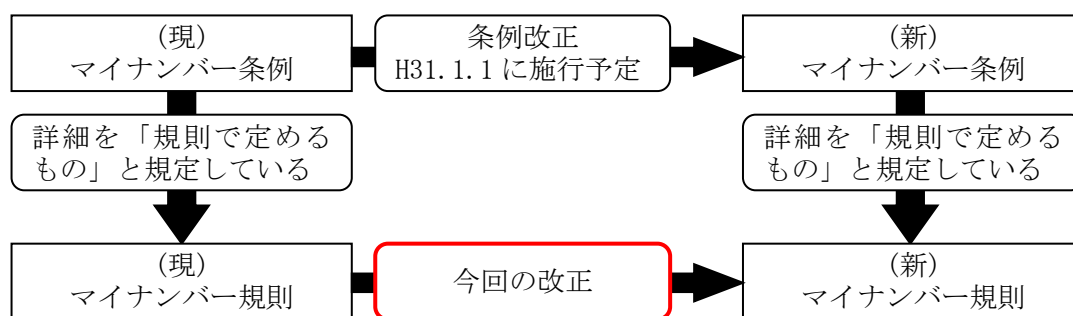 (現)
マイナンバー条例
条例改正
H31.1.1 に施行予定
(新)
マイナンバー条例
詳細を「規則で定める
もの」と規定している
詳細を「規則で定める
もの」と規定している
(現)
マイナンバー規則
今回の改正
(新)
マイナンバー規則